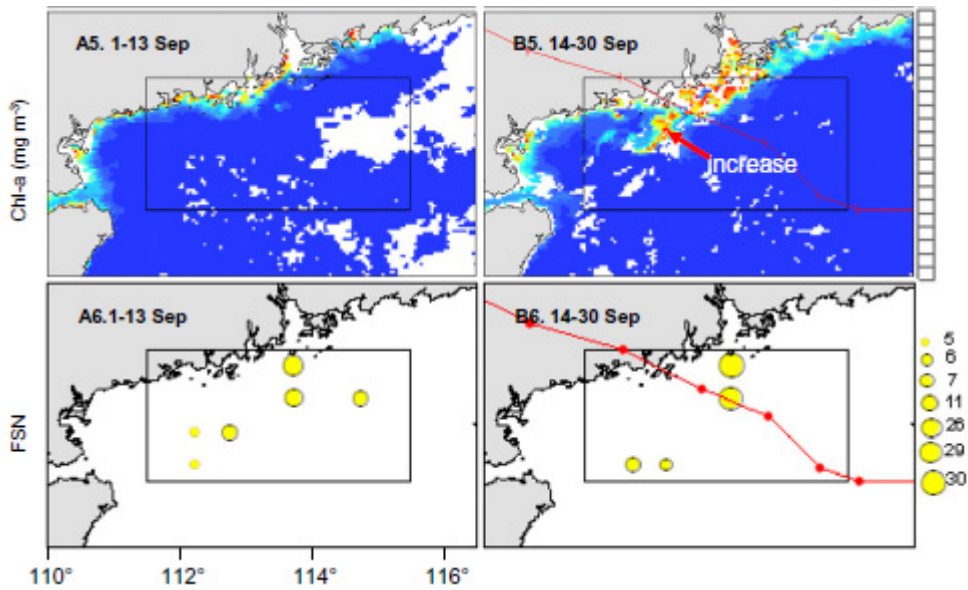 A5. 1-13 Sep
B5. 14-30 Sep
Chl-a (mg m⁻³)
Increase
A6.1-13 Sep
B6. 14-30 Sep
FSN
5
6
7
11
26
29
30
110°
112°
114°
116°